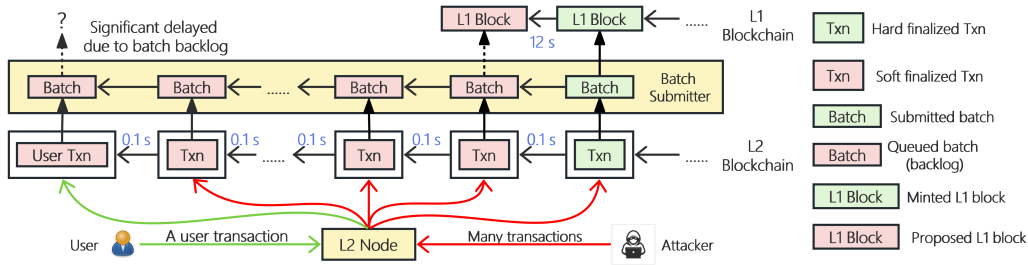 ?
Significant delayed
due to batch backlog
L1 Block
L1 Block
......
L1
Blockchain
12 s
Batch
Batch
......
Batch
Batch
Batch
Batch
Submitter
0.1 s
0.1 s
0.1 s
0.1 s
0.1 s
User Txn
Txn
......
Txn
Txn
Txn
......
L2
Blockchain
User
A user transaction
L2 Node
Many transactions
Attacker
Txn
Hard finalized Txn
Txn
Soft finalized Txn
Batch
Submitted batch
Batch
Queued batch
(backlog)
L1 Block
Minted L1 block
L1 Block
Proposed L1 block